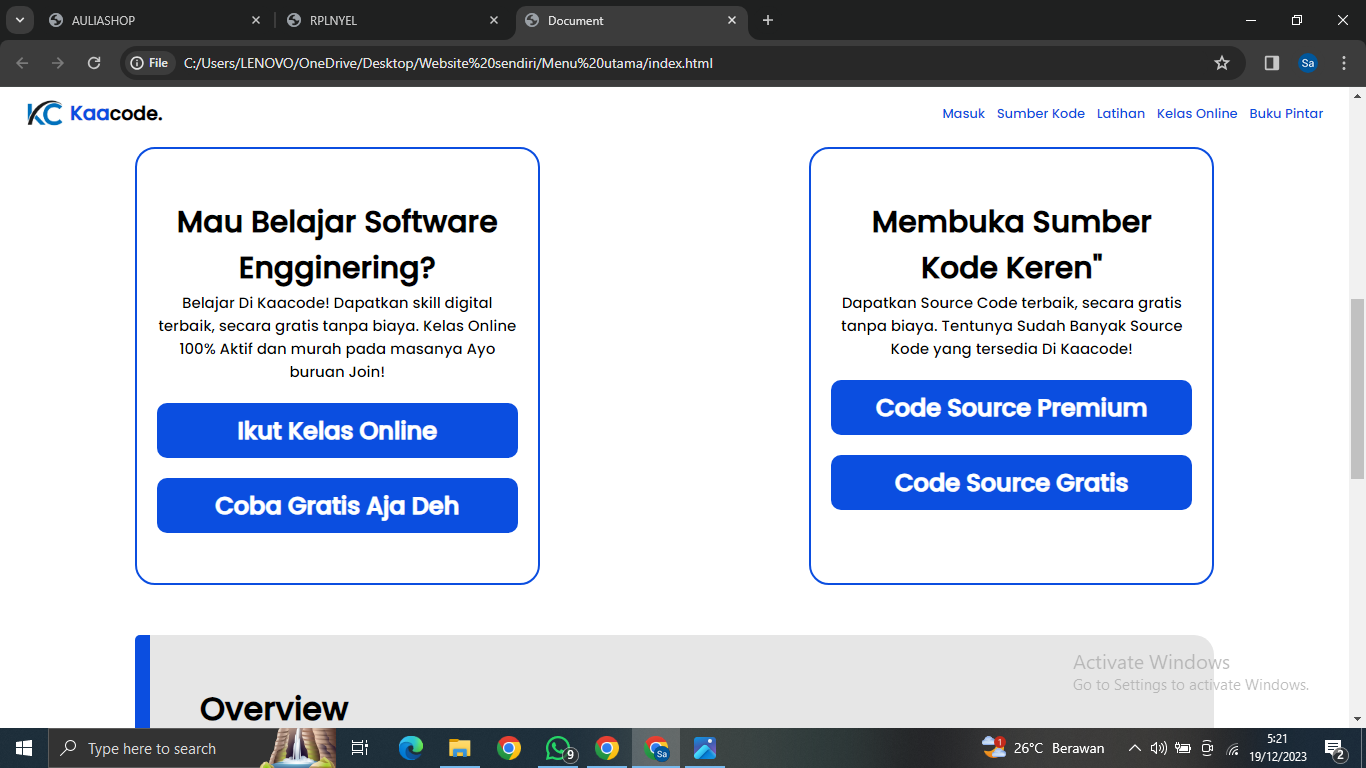 AULIASHOP
RPLNYEL
Document
File
C:/Users/LENOVO/OneDrive/Desktop/Website%20sendiri/Menu%20utama/index.html
Sa
KC Kaacode.
Masuk Sumber Kode Latihan Kelas Online Buku Pintar
Mau Belajar Software
Engginering?
Belajar Di Kaacode! Dapatkan skill digital
terbaik, secara gratis tanpa biaya. Kelas Online
100% Aktif dan murah pada masanya Ayo
buruan Join!
Ikut Kelas Online
Coba Gratis Aja Deh
Membuka Sumber
Kode Keren"
Dapatkan Source Code terbaik, secara gratis
tanpa biaya. Tentunya Sudah Banyak Source
Kode yang tersedia Di Kaacode!
Code Source Premium
Code Source Gratis
Overview
Activate Windows
Go to Settings to activate Windows.
Type here to search
9
Sa
1
26°C Berawan
5:21
19/12/2023
2